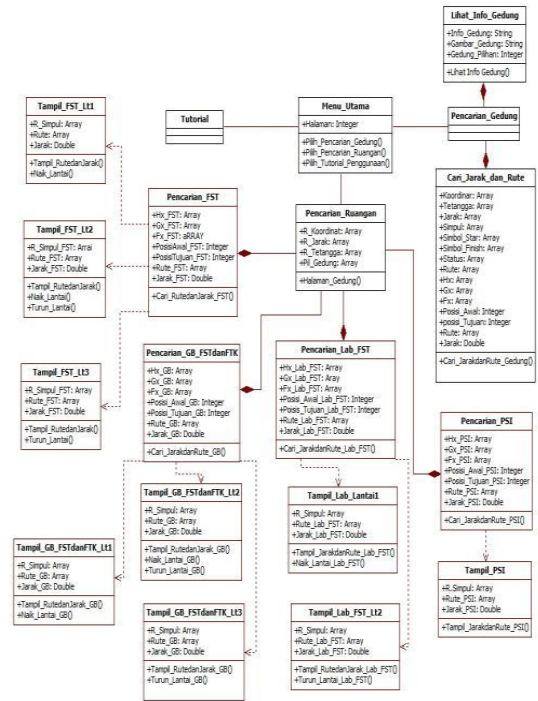 Lihat_Info_Gedung
+Info_Gedung: String
+Gambar_Gedung: String
+Gedung_Pilihan: Integer
+Lihat Info Gedung()
Tampil_FST_Lt1
+R_Simpul: Array
+Rute: Array
+Jarak: Double
+Tampil_RutedanJarak()
+Naik_Lantai()
Tutorial
Menu_Utama
+Halaman: Integer
+Pilih_Pencarian_Gedung()
+Pilih_Pencarian_Ruangan()
+Pilih_Tutorial_Penggunaan()
Pencarian_Gedung
Cari_Jarak_dan_Rute
+Koordinar: Array
+Tetangga: Array
+Jarak: Array
+Simpul: Array
+Simbol_Star: Array
+Simbol_Finish: Array
+Status: Array
+Rute: Array
+Hx: Array
+Gx: Array
+Fx: Array
+Posisi_Awal: Integer
+posisi_Tujuan: Integer
+Rute: Array
+Jarak: Double
+Cari_JarakdanRute_Gedung()
Pencarian_FST
+Hx_FST: Array
+Gx_FST: Array
+Fx_FST: aRRAY
+PosisiAwal_FST: Integer
+PosisiTujuan_FST: Integer
+Rute_FST: Array
+Jarak_FST: Double
+Cari_RutedanJarak_FST()
Pencarian_Ruangan
+R_Koordinat: Array
+R_Jarak: Array
+R_Tetangga: Array
+Pil_Gedung: Array
+Halaman_Gedung()
Tampil_FST_Lt2
+R_Simpul_FST: Arrai
+Rute_FST: Array
+Jarak_FST: Double
+Tampil_RutedanJarak()
+Naik_Lantai()
+Turun_Lantai()
Tampil_FST_Lt3
+R_Simpul_FST: Array
+Rute_FST: Array
+Jarak_FST: Double
+Tampil_RutedanJarak()
+Turun_Lantai()
Pencarian_GB_FSTdanFTK
+Hx_GB: Array
+Gx_GB: Array
+Fx_GB: Array
+Posisi_Awal_GB: Integer
+Posisi_Tujuan_GB: Integer
+Rute_GB: Array
+Jarak_GB: Double
+Cari_JarakdanRute_GB()
Pencarian_Lab_FST
+Hx_Lab_FST: Array
+Gx_Lab_FST: Array
+Fx_Lab_FST: Array
+Posisi_Awal_Lab_FST: Integer
+Poisis_Tujuan_Lab_FST: Integer
+Rute_Lab_FST: Array
+Jarak_Lab_FST: Double
+Cari_JarakdanRute_Lab_FST()
Pencarian_PSI
+Hx_PSI: Array
+Gx_PSI: Array
+Fx_PSI: Array
+Posisi_Awal_PSI: Integer
+Posisi_Tujuan_PSI: Integer
+Rute_PSI: Array
+Jarak_PSI: Double
+Cari_JarakdanRute_PSI()
Tampil_GB_FSTdanFTK_Lt2
+R_Simpul: Array
+Rute_GB: Array
+Jarak_GB: Double
+Tampil_RutedanJarak_GB()
+Naik_Lantai_GB()
+Turun_Lantai_GB()
Tampil_Lab_Lantai1
+R_Simpul: Array
+Rute_Lab_FST: Array
+Jarak_Lab_FST: Double
+Tampil_JarakdanRute_Lab_FST()
+Naik_Lantai_Lab_FST()
Tampil_GB_FSTdanFTK_Lt1
+R_Simpul: Array
+Rute_GB: Array
+Jarak_GB: Double
+Tampil_RutedanJarak_GB()
+Naik_Lantai_GB()
Tampil_PSI
+R.Simpul: Array
+Rute_PSI: Array
+Jarak_PSI: Double
+Tampil_JarakdanRute_PSI()
Tampil_GB_FSTdanFTK_Lt3
+R_Simpul: Array
+Rute_GB: Array
+Jarak_GB: Double
+Tampil_RutedanJarak_GB()
+Turun_Lantai_GB()
Tampil_Lab_FST_Lt2
+R_Simpul: Array
+Rute_Lab_FST: Array
+Jarak_Lab_FST: Double
+Tampil_RutedanJarak_Lab_FST()
+Turun_Lantai_Lab_FST()